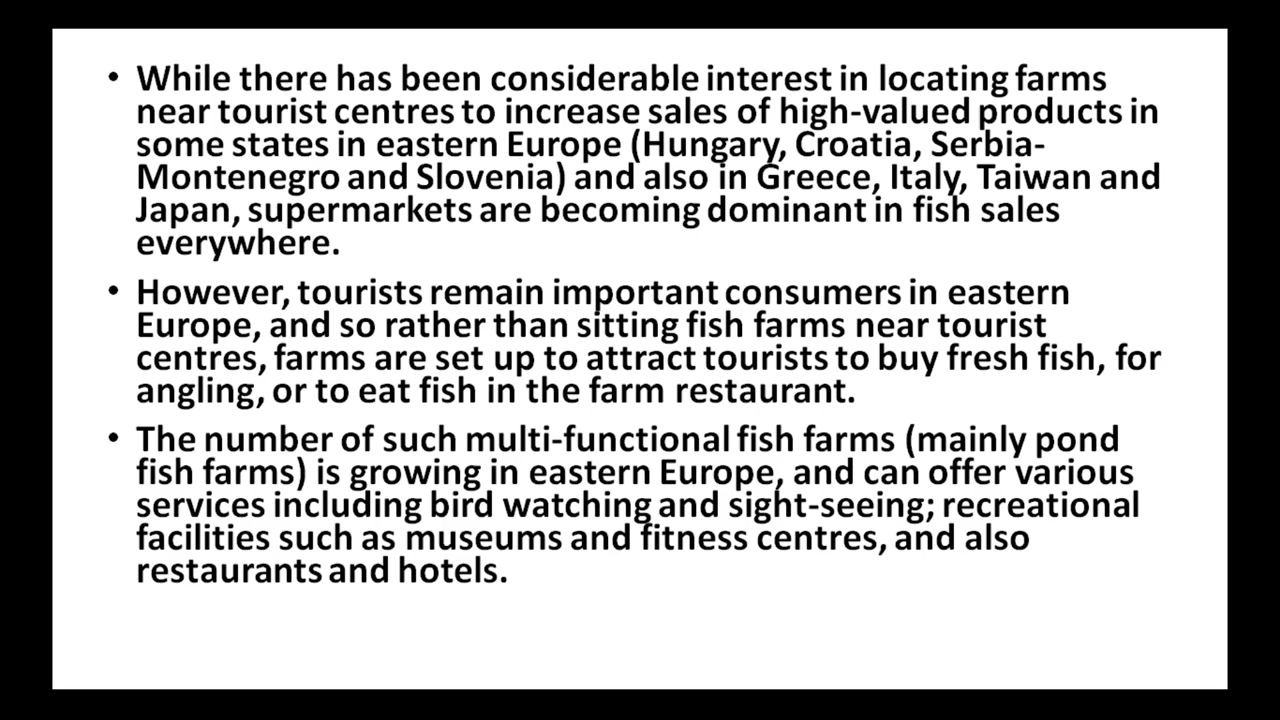 • While there has been considerable interest in locating farms
near tourist centres to increase sales of high-valued products in
some states in eastern Europe (Hungary, Croatia, Serbia-
Montenegro and Slovenia) and also in Greece, Italy, Taiwan and
Japan, supermarkets are becoming dominant in fish sales
everywhere.
• However, tourists remain important consumers in eastern
Europe, and so rather than sitting fish farms near tourist
centres, farms are set up to attract tourists to buy fresh fish, for
angling, or to eat fish in the farm restaurant.
• The number of such multi-functional fish farms (mainly pond
fish farms) is growing in eastern Europe, and can offer various
services including bird watching and sight-seeing; recreational
facilities such as museums and fitness centres, and also
restaurants and hotels.